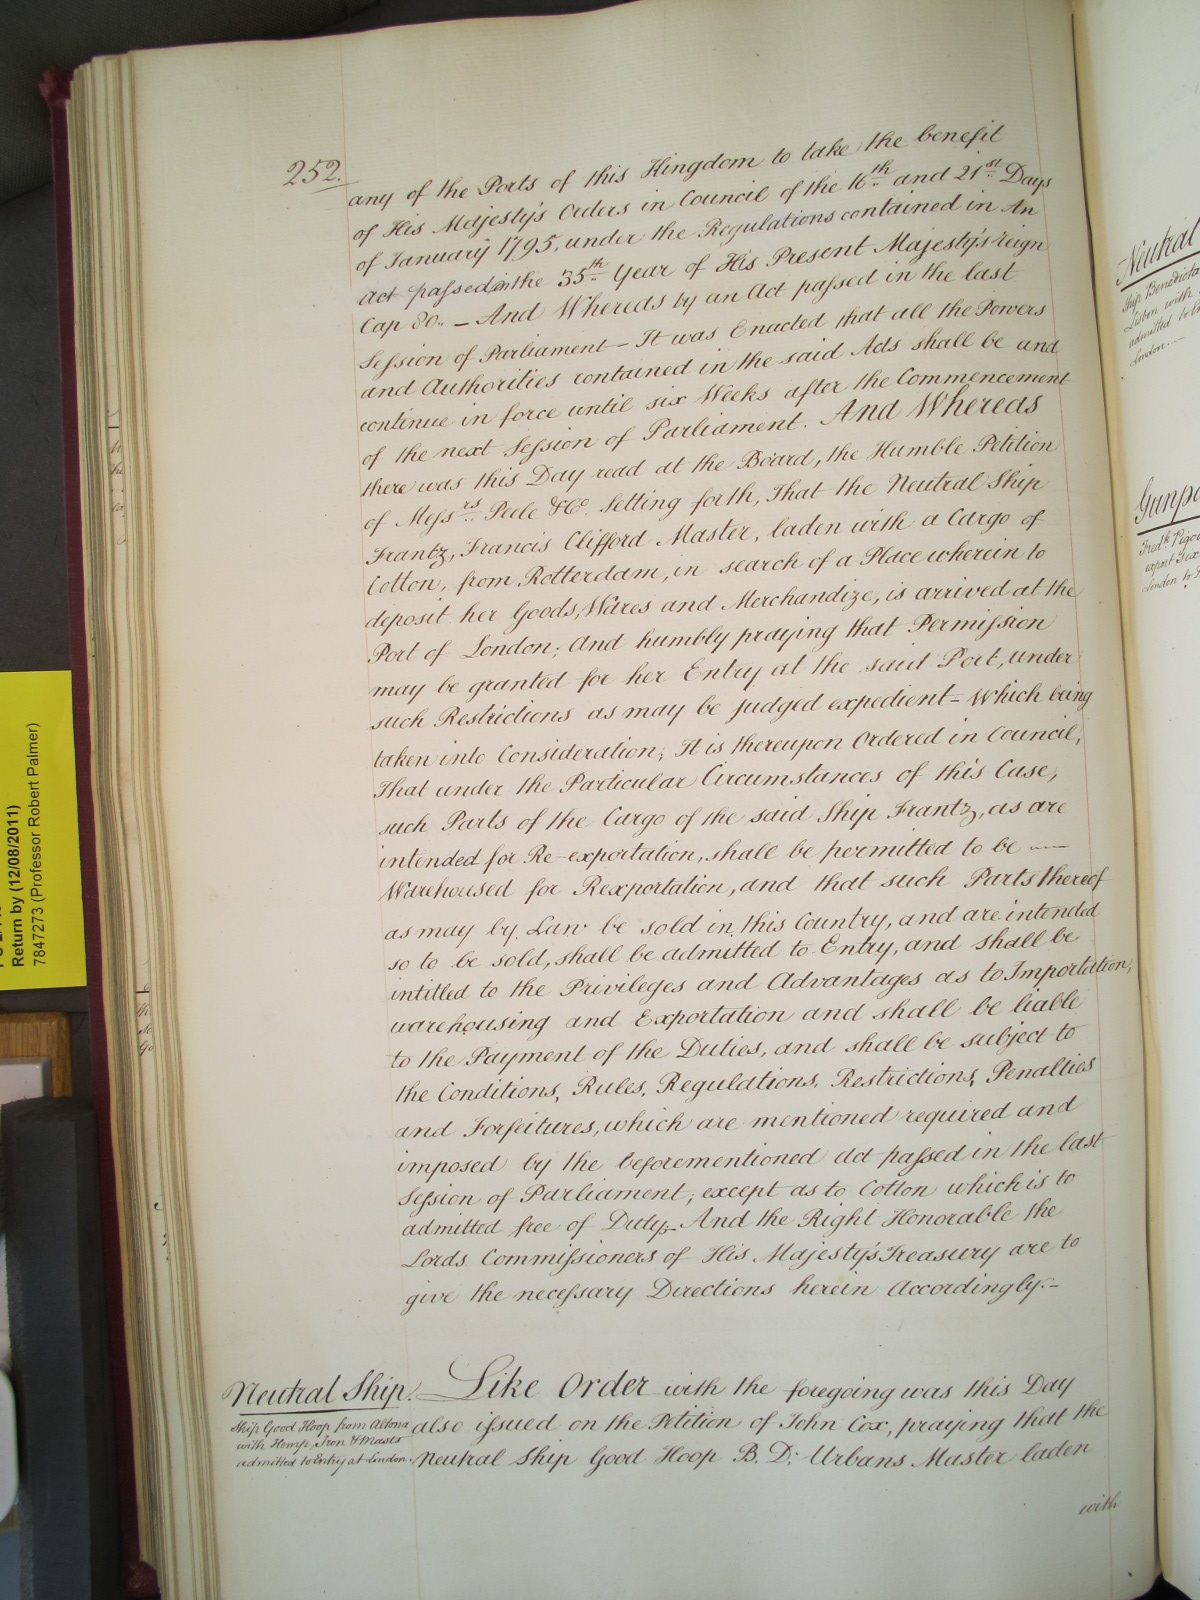 252.
any of the Ports of this Kingdom to take the benefit
of His Majesty's Orders in Council of the 16th and 21st Days
of January 1795, under the Regulations contained in An
Act passed in the 35th Year of His Present Majesty's reign
Cap 80. — And Whereas by an Act passed in the last
Session of Parliament — It was Enacted that all the Powers
and Authorities contained in the said Acts shall be and
continue in force until six Weeks after the Commencement
of the next Session of Parliament. And Whereas
there was this Day read at the Board, the Humble Petition
of Messrs Peele & Co. setting forth, That the Neutral Ship
Frantz, Francis Clifford Master, laden with a Cargo of
Cotton, from Rotterdam, in search of a Place wherein to
deposit her Goods, Wares and Merchandize, is arrived at the
Port of London; And humbly praying that Permission
may be granted for her Entry at the said Port, under
such Restrictions as may be judged expedient = Which being
taken into Consideration; It is thereupon Ordered in Council,
That under the Particular Circumstances of this Case,
such Parts of the Cargo of the said Ship Frantz, as are
intended for Re-exportation, shall be permitted to be —
Warehoused for Rexportation, and that such Parts thereof
as may by Law be sold in this Country, and are intended
so to be sold, shall be admitted to Entry, and shall be
intitled to the Privileges and Advantages as to Importation,
warehousing and Exportation and shall be liable
to the Payment of the Duties, and shall be subject to
the Conditions, Rules, Regulations, Restrictions, Penalties
and Forfeitures, which are mentioned required and
imposed by the beforementioned Act passed in the last
Session of Parliament; except as to Cotton which is to
admitted free of Duty — And the Right Honorable the
Lords Commissioners of His Majesty's Treasury are to
give the necessary Directions herein Accordingly. —
Neutral Ship.
Ship Good Hoop from Altona
with Hemp, Iron & Masts
admitted to Entry at London.
Like Order with the foregoing was this Day
also issued on the Petition of John Cox, praying that the
Neutral Ship Good Hoop B. D: Urbans Master laden
with
Neutral
Ship Benedicta
Lisbon with
admitted to
London
Fredk Pigou
London to
Return by (12/08/2011)
7847273 (Professor Robert Palmer)